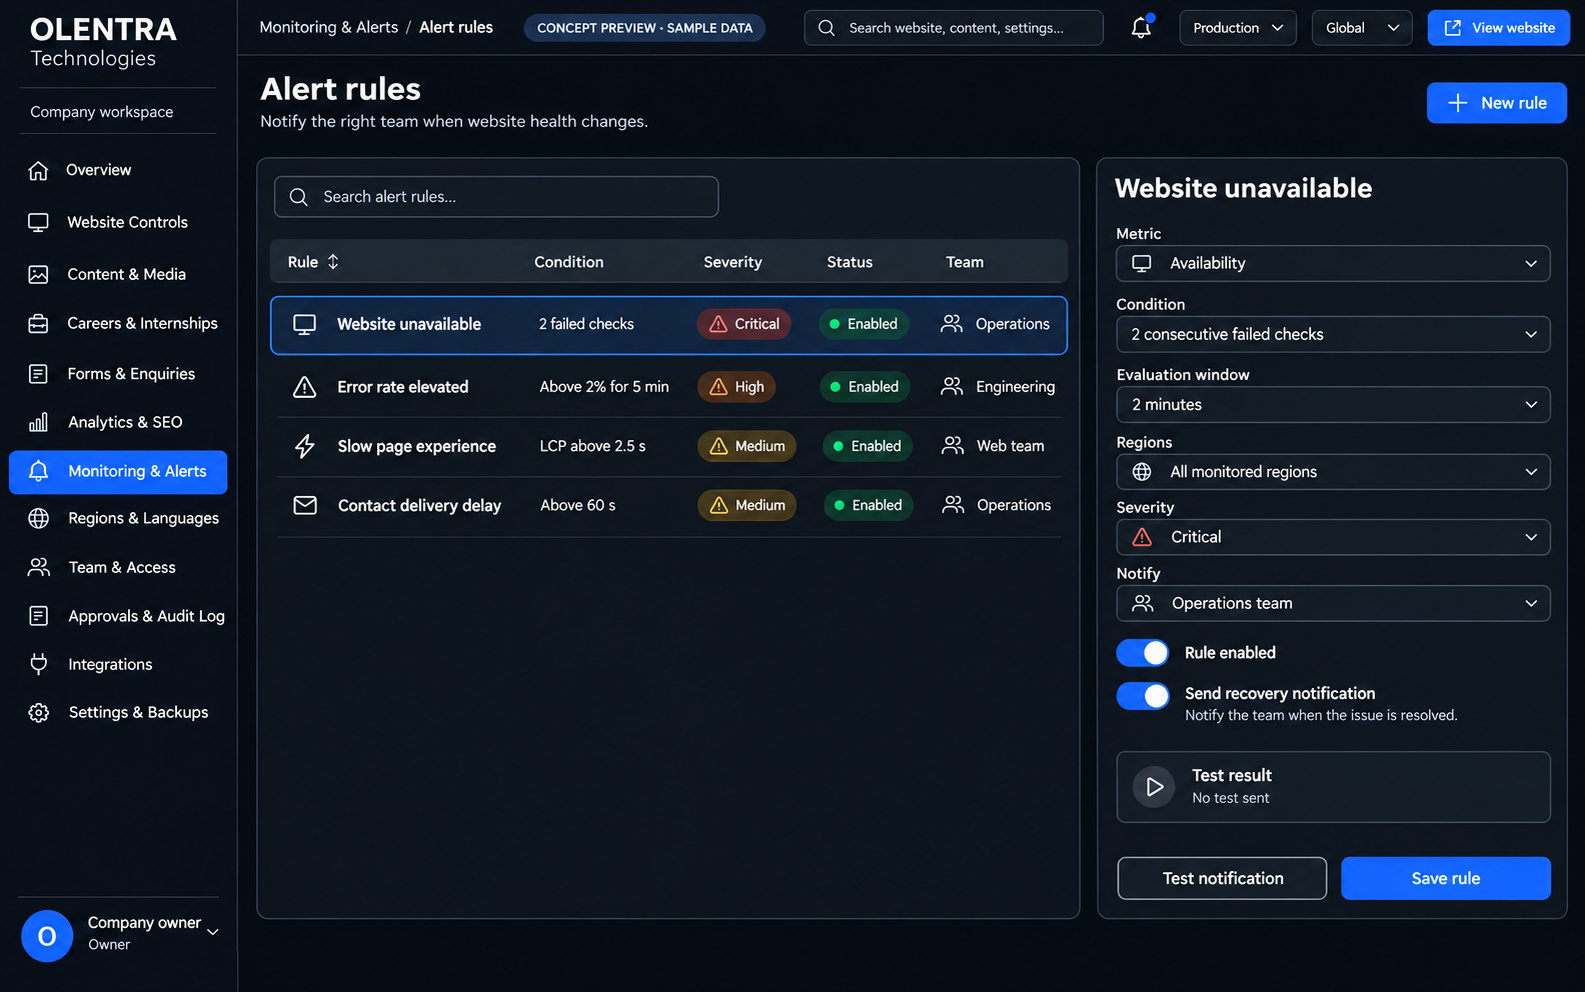 OLENTRA
Technologies
Company workspace
Overview
Website Controls
Content & Media
Careers & Internships
Forms & Enquiries
Analytics & SEO
Monitoring & Alerts
Regions & Languages
Team & Access
Approvals & Audit Log
Integrations
Settings & Backups
O
Company owner
Owner
Monitoring & Alerts / Alert rules
CONCEPT PREVIEW · SAMPLE DATA
Search website, content, settings...
Production
Global
View website
Alert rules
Notify the right team when website health changes.
New rule
Search alert rules...
Rule Condition Severity Status Team
Website unavailable 2 failed checks Critical Enabled Operations
Error rate elevated Above 2% for 5 min High Enabled Engineering
Slow page experience LCP above 2.5 s Medium Enabled Web team
Contact delivery delay Above 60 s Medium Enabled Operations
Website unavailable
Metric
Availability
Condition
2 consecutive failed checks
Evaluation window
2 minutes
Regions
All monitored regions
Severity
Critical
Notify
Operations team
Rule enabled
Send recovery notification
Notify the team when the issue is resolved.
Test result
No test sent
Test notification
Save rule